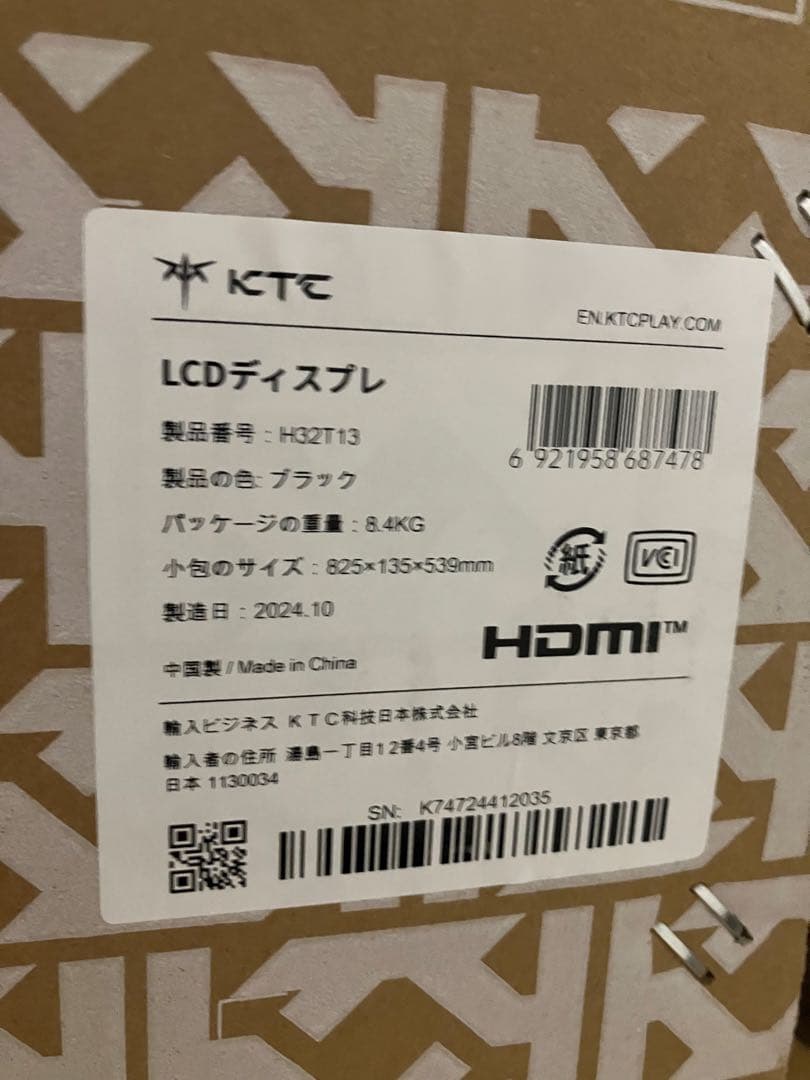 KTC
EN.KTCPLAY.COM
LCDディスプレ
製品番号：H32T13
製品の色: ブラック
パッケージの重量：8.4KG
小包のサイズ：825×135×539mm
製造日：2024.10
6 921958 687478
紙
VCCI
HDMI™
中国製 / Made in China
輸入ビジネス KTC科技日本株式会社
輸入者の住所 湯島一丁目12番4号 小宮ビル8階 文京区 東京都
日本 1130034
SN: K74724412035